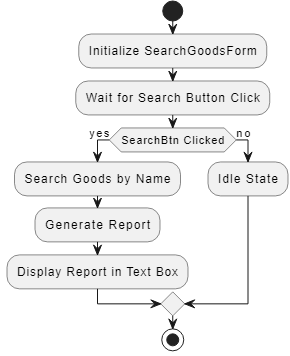 Initialize SearchGoodsForm
Wait for Search Button Click
yes
SearchBtn Clicked
no
Search Goods by Name
Idle State
Generate Report
Display Report in Text Box